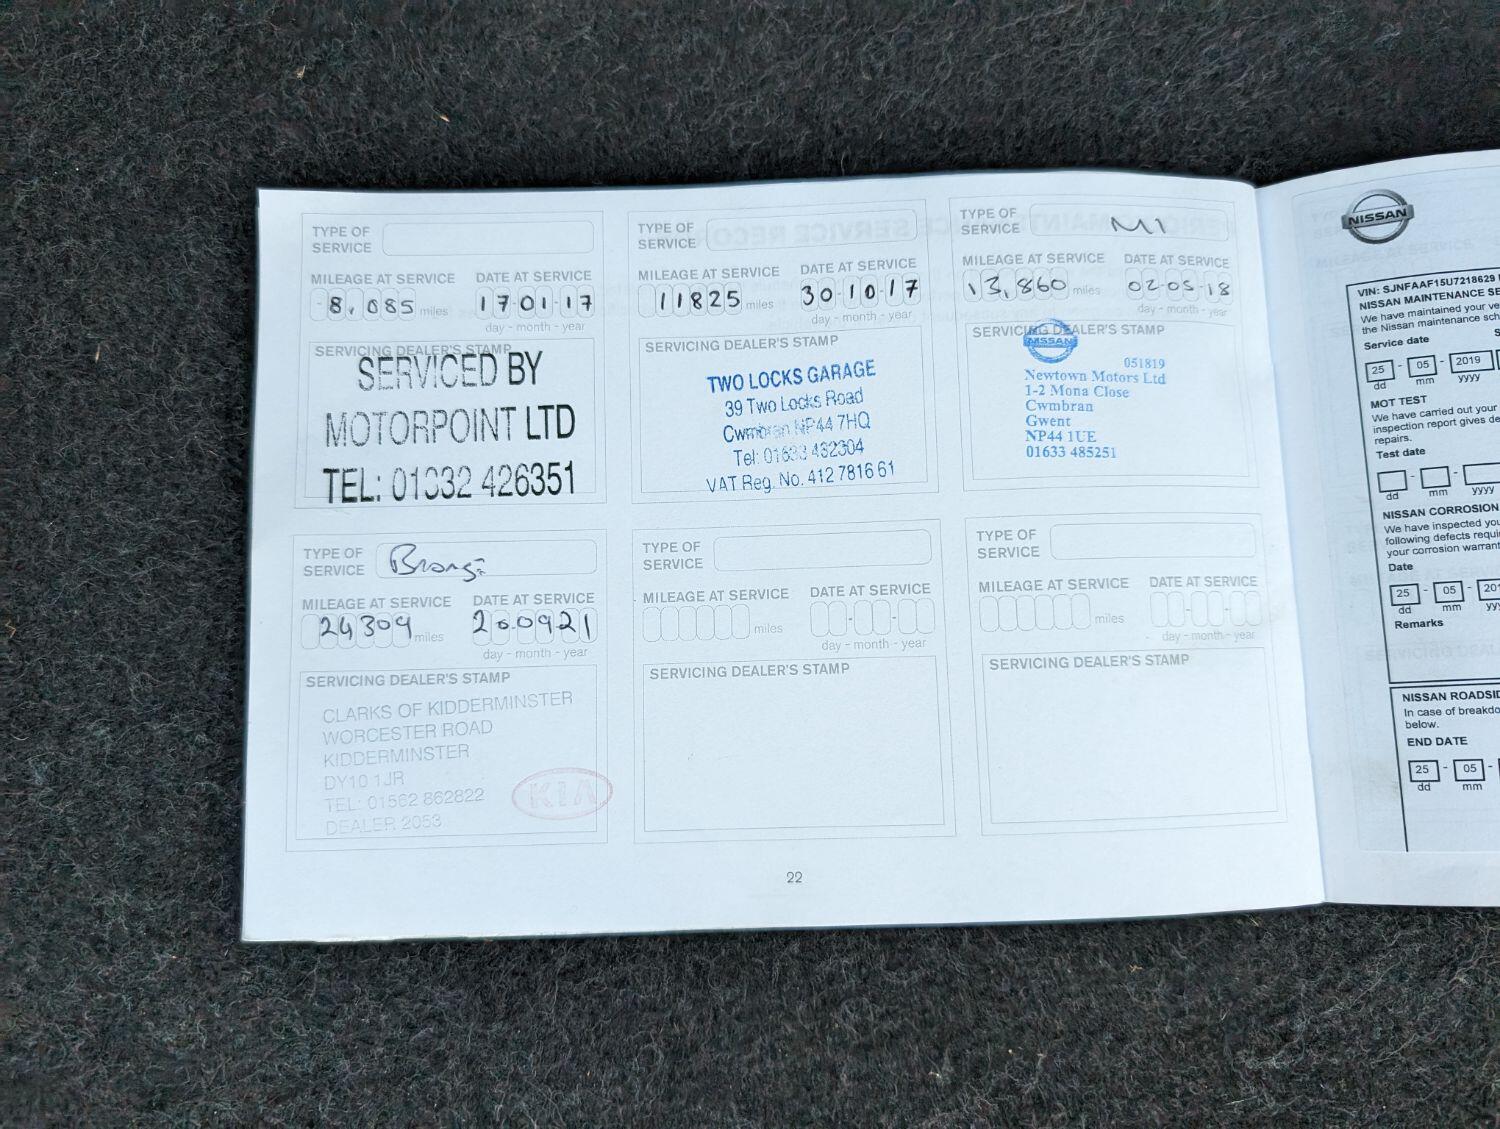 TYPE OF
SERVICE
MILEAGE AT SERVICE DATE AT SERVICE
8,085 miles 17-01-17
day - month - year
SERVICING DEALER'S STAMP
SERVICED BY
MOTORPOINT LTD
TEL: 01332 426351
TYPE OF
SERVICE
MILEAGE AT SERVICE DATE AT SERVICE
11825 miles 30-10-17
day - month - year
SERVICING DEALER'S STAMP
TWO LOCKS GARAGE
39 Two Locks Road
Cwmbran NP44 7HQ
Tel: 01633 482304
VAT Reg. No. 412 7816 61
TYPE OF
SERVICE M1
MILEAGE AT SERVICE DATE AT SERVICE
13,860 miles 02-05-18
day - month - year
SERVICING DEALER'S STAMP
NISSAN
051819
Newtown Motors Ltd
1-2 Mona Close
Cwmbran
Gwent
NP44 1UE
01633 485251
TYPE OF
SERVICE
MILEAGE AT SERVICE DATE AT SERVICE
24309 miles 20.0921
day - month - year
SERVICING DEALER'S STAMP
CLARKS OF KIDDERMINSTER
WORCESTER ROAD
KIDDERMINSTER
DY10 1JR
TEL: 01562 862822
DEALER 2053
KIA
TYPE OF
SERVICE
MILEAGE AT SERVICE DATE AT SERVICE
miles
day - month - year
SERVICING DEALER'S STAMP
TYPE OF
SERVICE
MILEAGE AT SERVICE DATE AT SERVICE
miles
day - month - year
SERVICING DEALER'S STAMP
22
NISSAN
VIN: SJNFAAF15U7218629
NISSAN MAINTENANCE
We have maintained your
the Nissan maintenance
Service date
25 - 05 - 2019
dd mm yyyy
MOT TEST
We have carried out your
inspection report gives
repairs.
Test date
dd mm yyyy
NISSAN CORROSION
We have inspected
following defects
your corrosion
Date
25 - 05 -
dd mm
Remarks
NISSAN
In case of
below.
END DATE
25 - 05 -
dd mm